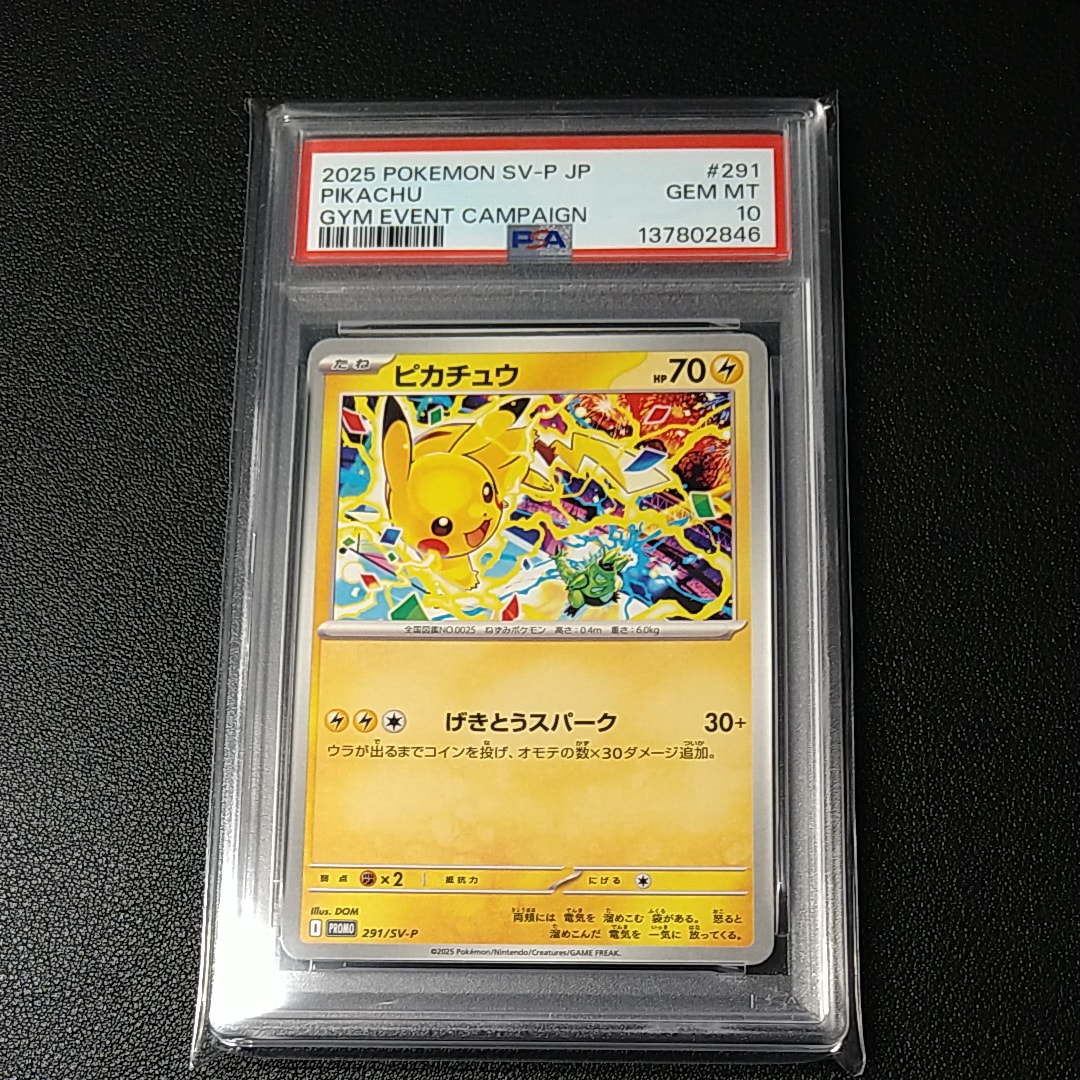 2025 POKEMON SV-P JP #291
PIKACHU GEM MT
GYM EVENT CAMPAIGN 10
PSA 137802846
たね ピカチュウ HP 70
全国図鑑NO.0025 ねずみポケモン 高さ:0.4m 重さ:6.0kg
げきとうスパーク 30+
ウラが出るまでコインを投げ、オモテの数×30ダメージ追加。
弱点 ×2 抵抗力 にげる
Illus. DOM
両頬には 電気を 溜めこむ 袋がある。 怒ると
溜めこんだ 電気を 一気に 放ってくる。
I PROMO 291/SV-P
©2025 Pokémon/Nintendo/Creatures/GAME FREAK.
PSA